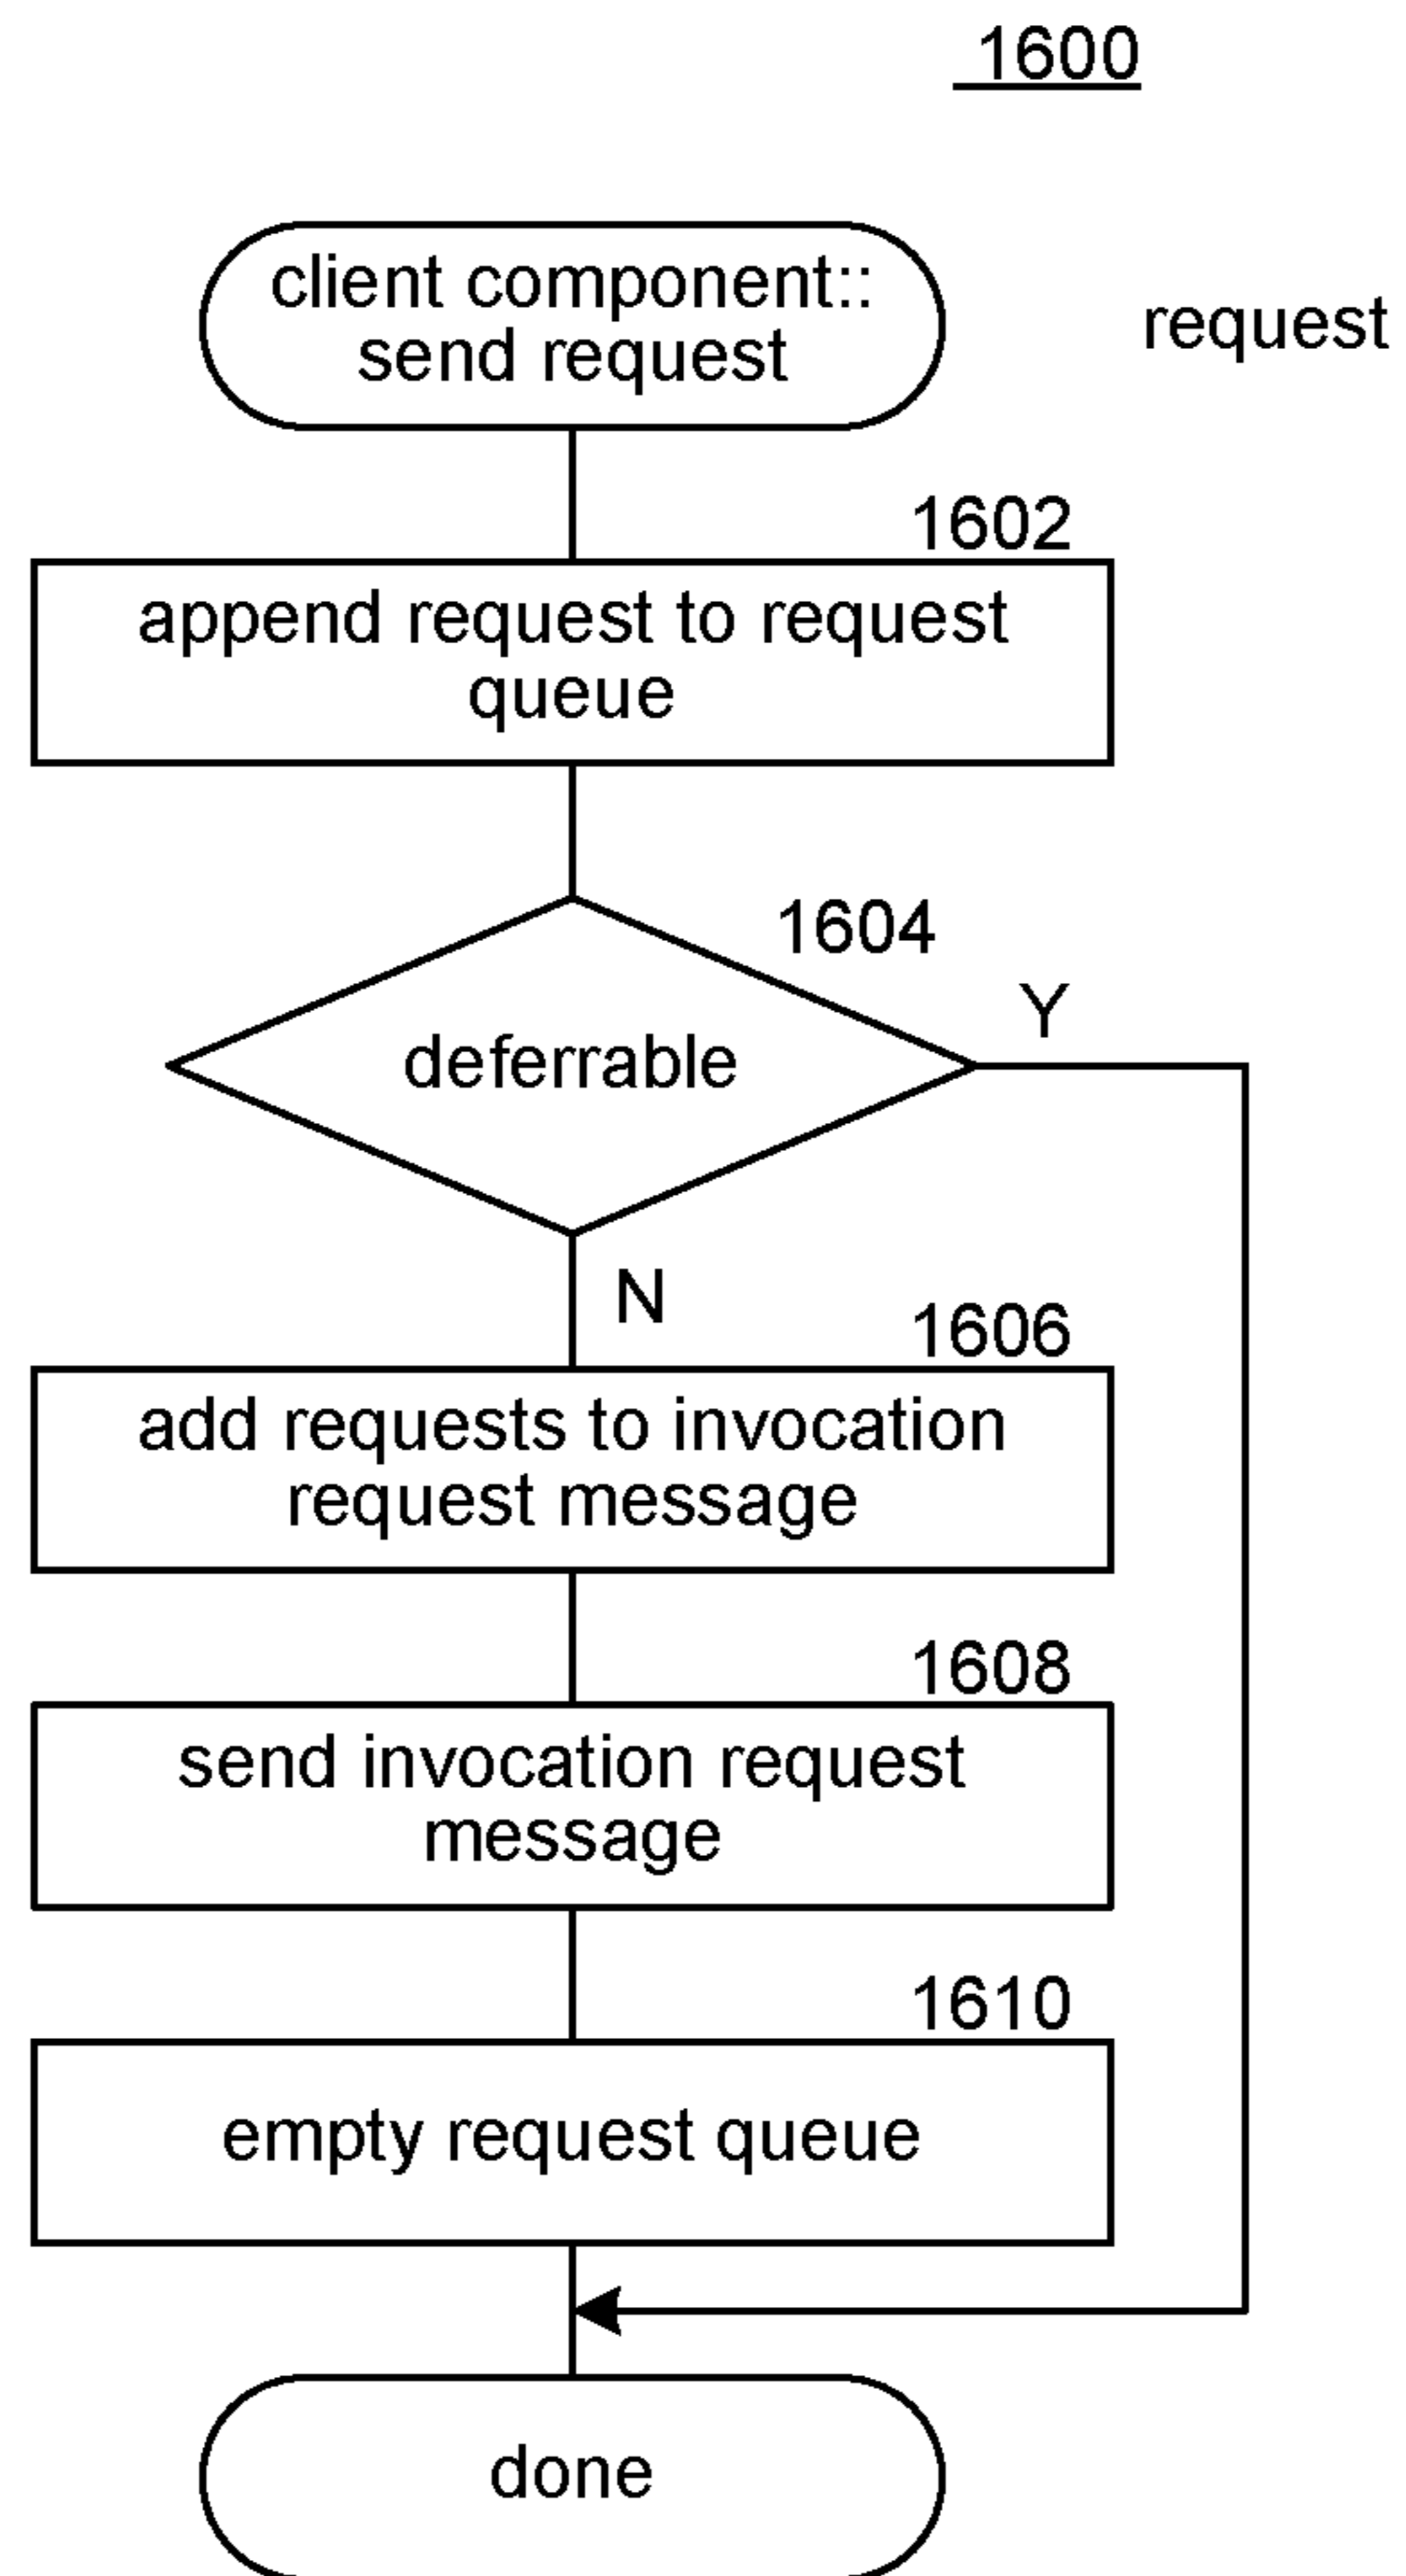 1600
client component::
send request
request
1602
append request to request
queue
1604
deferrable
Y
N
1606
add requests to invocation
request message
1608
send invocation request
message
1610
empty request queue
done